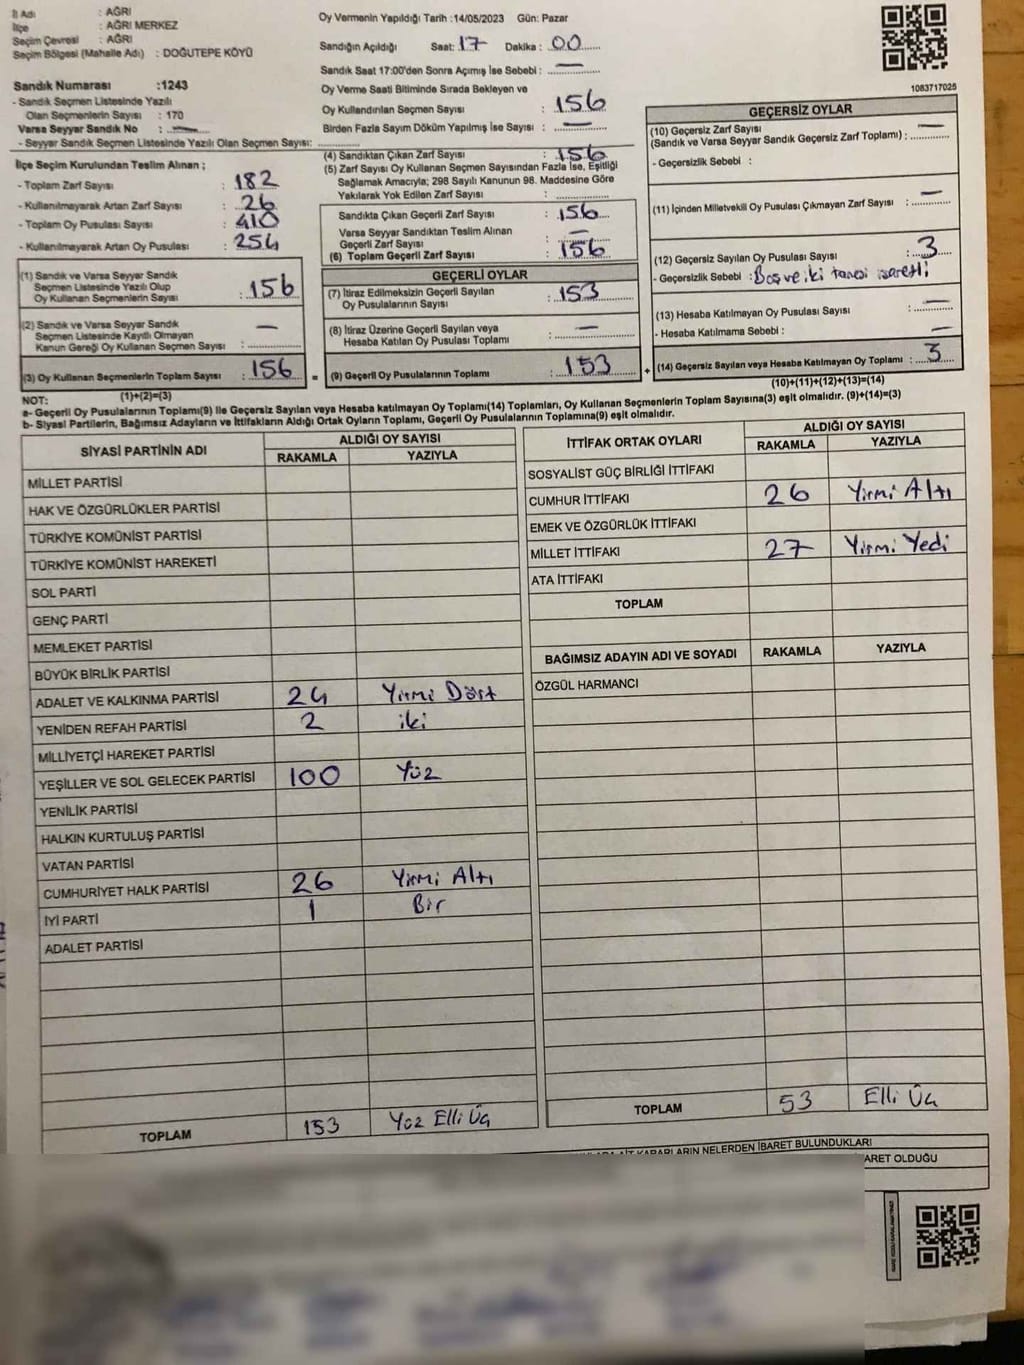 İl Adı : AĞRI
İlçe : AĞRI MERKEZ
Seçim Çevresi : AĞRI
Seçim Bölgesi (Mahalle Adı) : DOĞUTEPE KÖYÜ
Sandık Numarası :1243
- Sandık Seçmen Listesinde Yazılı
Olan Seçmenlerin Sayısı : 170
Varsa Seyyar Sandık No : —
- Seyyar Sandık Seçmen Listesinde Yazılı Olan Seçmen Sayısı:
Oy Vermenin Yapıldığı Tarih :14/05/2023 Gün: Pazar
Sandığın Açıldığı Saat: 17 Dakika : 00
Sandık Saat 17:00'den Sonra Açımış İse Sebebi : —
Oy Verme Saati Bitiminde Sırada Bekleyen ve
Oy Kullandırılan Seçmen Sayısı : 156
Birden Fazla Sayım Döküm Yapılmış İse Sayısı : —
1083717025
İlçe Seçim Kurulundan Teslim Alınan ;
- Toplam Zarf Sayısı : 182
- Kullanılmayarak Artan Zarf Sayısı : 26
- Toplam Oy Pusulası Sayısı : 410
- Kullanılmayarak Artan Oy Pusulası : 254
(4) Sandıktan Çıkan Zarf Sayısı : 156
(5) Zarf Sayısı Oy Kullanan Seçmen Sayısından Fazla İse, Eşitliği
Sağlamak Amacıyla; 298 Sayılı Kanunun 98. Maddesine Göre
Yakılarak Yok Edilen Zarf Sayısı :
Sandıkta Çıkan Geçerli Zarf Sayısı : 156
Varsa Seyyar Sandıktan Teslim Alınan
Geçerli Zarf Sayısı : —
(6) Toplam Geçerli Zarf Sayısı : 156
(1) Sandık ve Varsa Seyyar Sandık
Seçmen Listesinde Yazılı Olup
Oy Kullanan Seçmenlerin Sayısı : 156
(2) Sandık ve Varsa Seyyar Sandık
Seçmen Listesinde Kayıtlı Olmayan
Kanun Gereği Oy Kullanan Seçmen Sayısı : —
(3) Oy Kullanan Seçmenlerin Toplam Sayısı : 156
(1)+(2)=(3)
=
GEÇERLİ OYLAR
(7) İtiraz Edilmeksizin Geçerli Sayılan
Oy Pusulalarının Sayısı : 153
(8) İtiraz Üzerine Geçerli Sayılan veya
Hesaba Katılan Oy Pusulası Toplamı : —
(9) Geçerli Oy Pusulalarının Toplamı : 153
+
GEÇERSİZ OYLAR
(10) Geçersiz Zarf Sayısı
(Sandık ve Varsa Seyyar Sandık Geçersiz Zarf Toplamı) : —
- Geçersizlik Sebebi :
(11) İçinden Milletvekili Oy Pusulası Çıkmayan Zarf Sayısı : —
(12) Geçersiz Sayılan Oy Pusulası Sayısı : 3
- Geçersizlik Sebebi : Boş ve iki tanesi işaretli
(13) Hesaba Katılmayan Oy Pusulası Sayısı : —
- Hesaba Katılmama Sebebi : —
(14) Geçersiz Sayılan veya Hesaba Katılmayan Oy Toplamı : 3
(10)+(11)+(12)+(13)=(14)
NOT:
a- Geçerli Oy Pusulalarının Toplamı(9) ile Geçersiz Sayılan veya Hesaba katılmayan Oy Toplamı(14) Toplamları, Oy Kullanan Seçmenlerin Toplam Sayısına(3) eşit olmalıdır. (9)+(14)=(3)
b- Siyasi Partilerin, Bağımsız Adayların ve İttifakların Aldığı Ortak Oyların Toplamı, Geçerli Oy Pusulalarının Toplamına(9) eşit olmalıdır.
SİYASİ PARTİNİN ADI ALDIĞI OY SAYISI
RAKAMLA YAZIYLA
MİLLET PARTİSİ
HAK VE ÖZGÜRLÜKLER PARTİSİ
TÜRKİYE KOMÜNİST PARTİSİ
TÜRKİYE KOMÜNİST HAREKETİ
SOL PARTİ
GENÇ PARTİ
MEMLEKET PARTİSİ
BÜYÜK BİRLİK PARTİSİ
ADALET VE KALKINMA PARTİSİ 24 Yirmi Dört
YENİDEN REFAH PARTİSİ 2 iki
MİLLİYETÇİ HAREKET PARTİSİ
YEŞİLLER VE SOL GELECEK PARTİSİ 100 Yüz
YENİLİK PARTİSİ
HALKIN KURTULUŞ PARTİSİ
VATAN PARTİSİ
CUMHURİYET HALK PARTİSİ 26 Yirmi Altı
İYİ PARTİ 1 Bir
ADALET PARTİSİ
TOPLAM 153 Yüz Elli Üç
İTTİFAK ORTAK OYLARI ALDIĞI OY SAYISI
RAKAMLA YAZIYLA
SOSYALİST GÜÇ BİRLİĞİ İTTİFAKI
CUMHUR İTTİFAKI 26 Yirmi Altı
EMEK VE ÖZGÜRLÜK İTTİFAKI
MİLLET İTTİFAKI 27 Yirmi Yedi
ATA İTTİFAKI
TOPLAM
BAĞIMSIZ ADAYIN ADI VE SOYADI RAKAMLA YAZIYLA
ÖZGÜL HARMANCI
TOPLAM 53 Elli Üç
KARARLARIN NELERDEN İBARET BULUNDUKLARI
ARET OLDUĞU